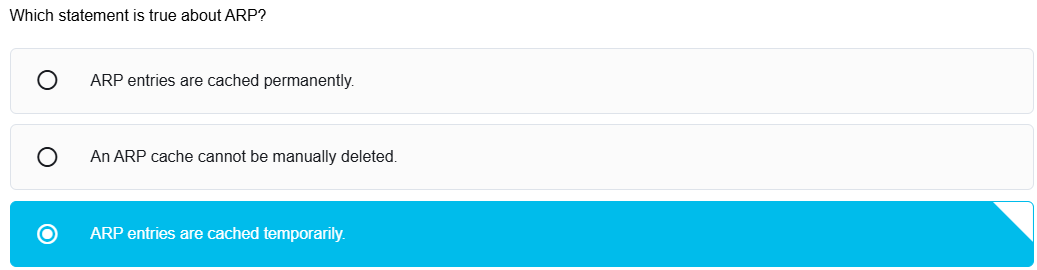 Which statement is true about ARP?
ARP entries are cached permanently.
An ARP cache cannot be manually deleted.
ARP entries are cached temporarily.